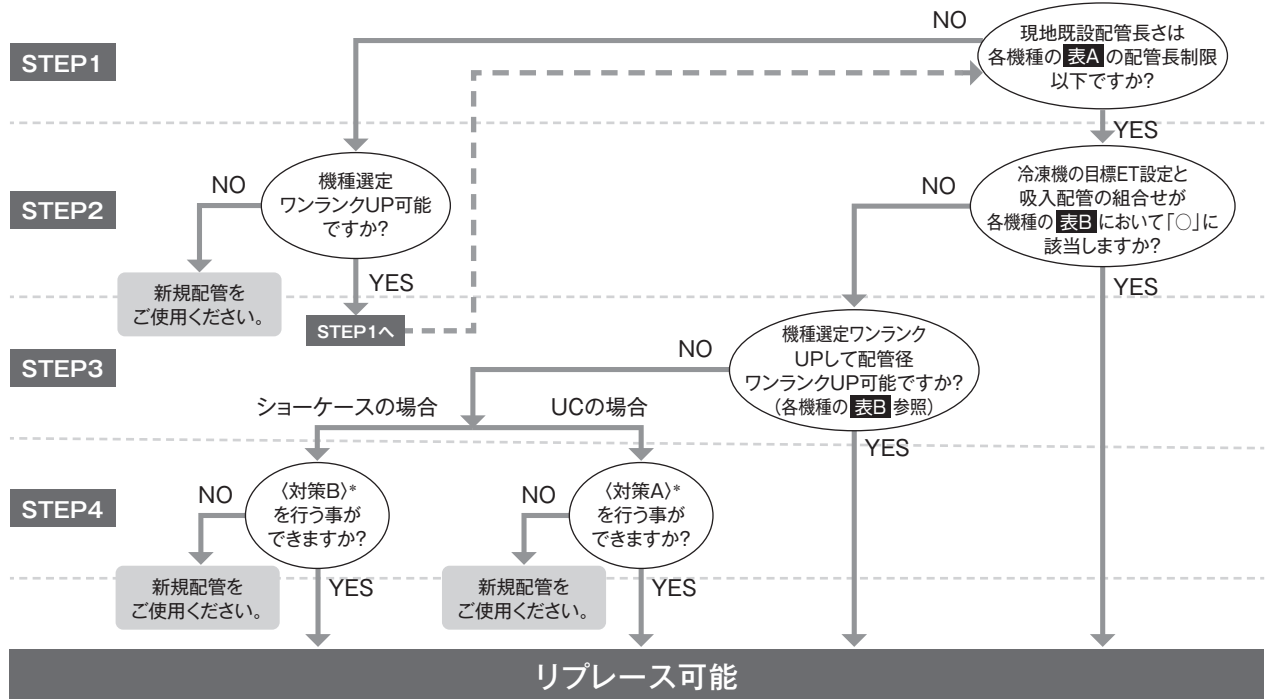 STEP1
NO
現地既設配管長さは
各機種の 表A の配管長制限
以下ですか?
YES
STEP2
NO
機種選定
ワンランクUP可能
ですか?
NO
冷凍機の目標ET設定と
吸入配管の組合せが
各機種の 表B において「○」に
該当しますか?
YES
YES
新規配管を
ご使用ください。
STEP1へ
STEP3
NO
機種選定ワンランク
UPして配管径
ワンランクUP可能ですか?
(各機種の 表B 参照)
ショーケースの場合
UCの場合
YES
STEP4
NO
〈対策B〉*
を行う事が
できますか?
NO
〈対策A〉*
を行う事が
できますか?
新規配管を
ご使用ください。
YES
新規配管を
ご使用ください。
YES
リプレース可能